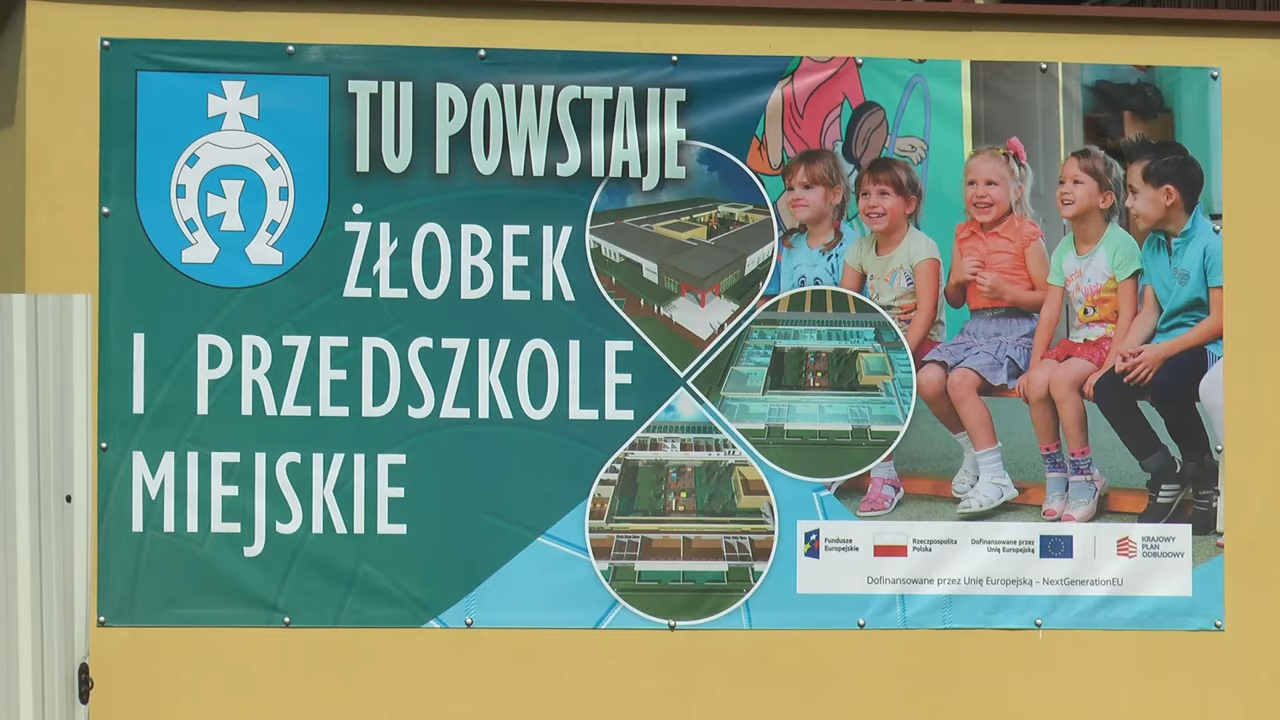 TU POWSTAJE
ŻŁOBEK
I PRZEDSZKOLE
MIEJSKIE
Fundusze
Europejskie
Rzeczpospolita
Polska
Dofinansowane przez
Unię Europejską
KRAJOWY
PLAN
ODBUDOWY
Dofinansowane przez Unię Europejską – NextGenerationEU